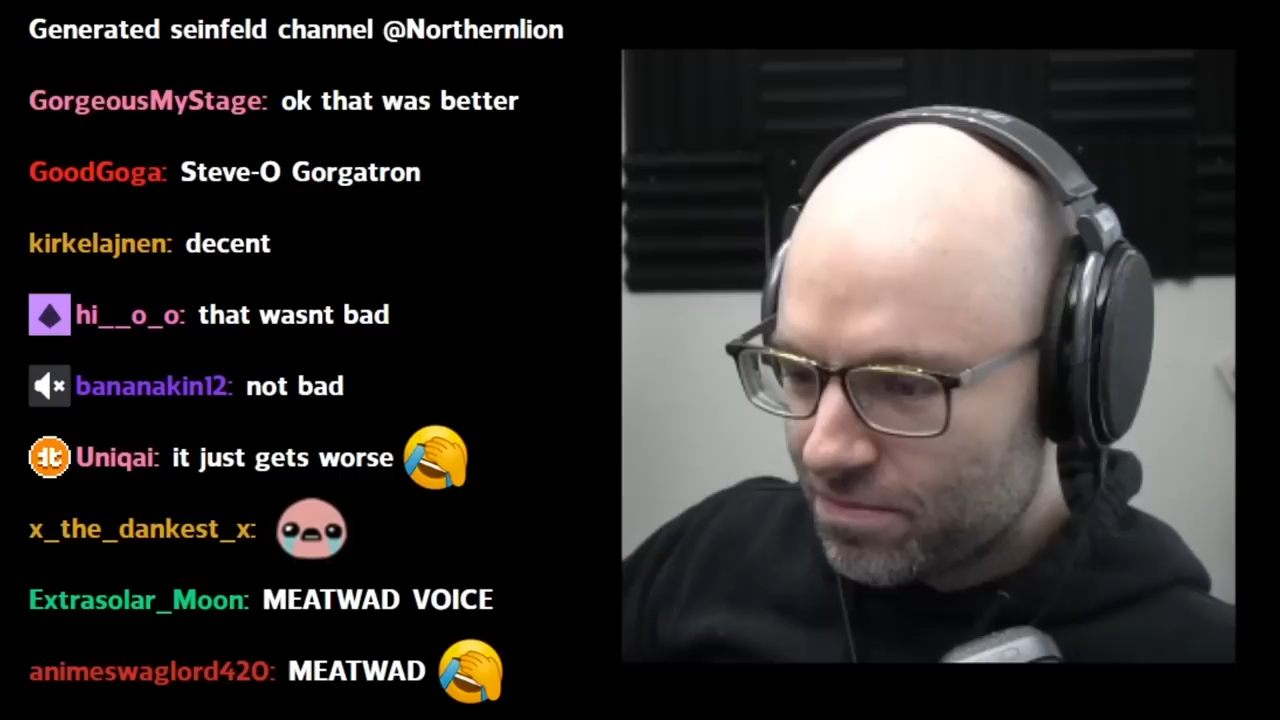 Generated seinfeld channel @Northernlion
GorgeousMyStage: ok that was better
GoodGoga: Steve-O Gorgatron
kirkelajnen: decent
hi__o_o: that wasnt bad
bananakin12: not bad
Uniqai: it just gets worse
x_the_dankest_x:
Extrasolar_Moon: MEATWAD VOICE
animeswaglord420: MEATWAD